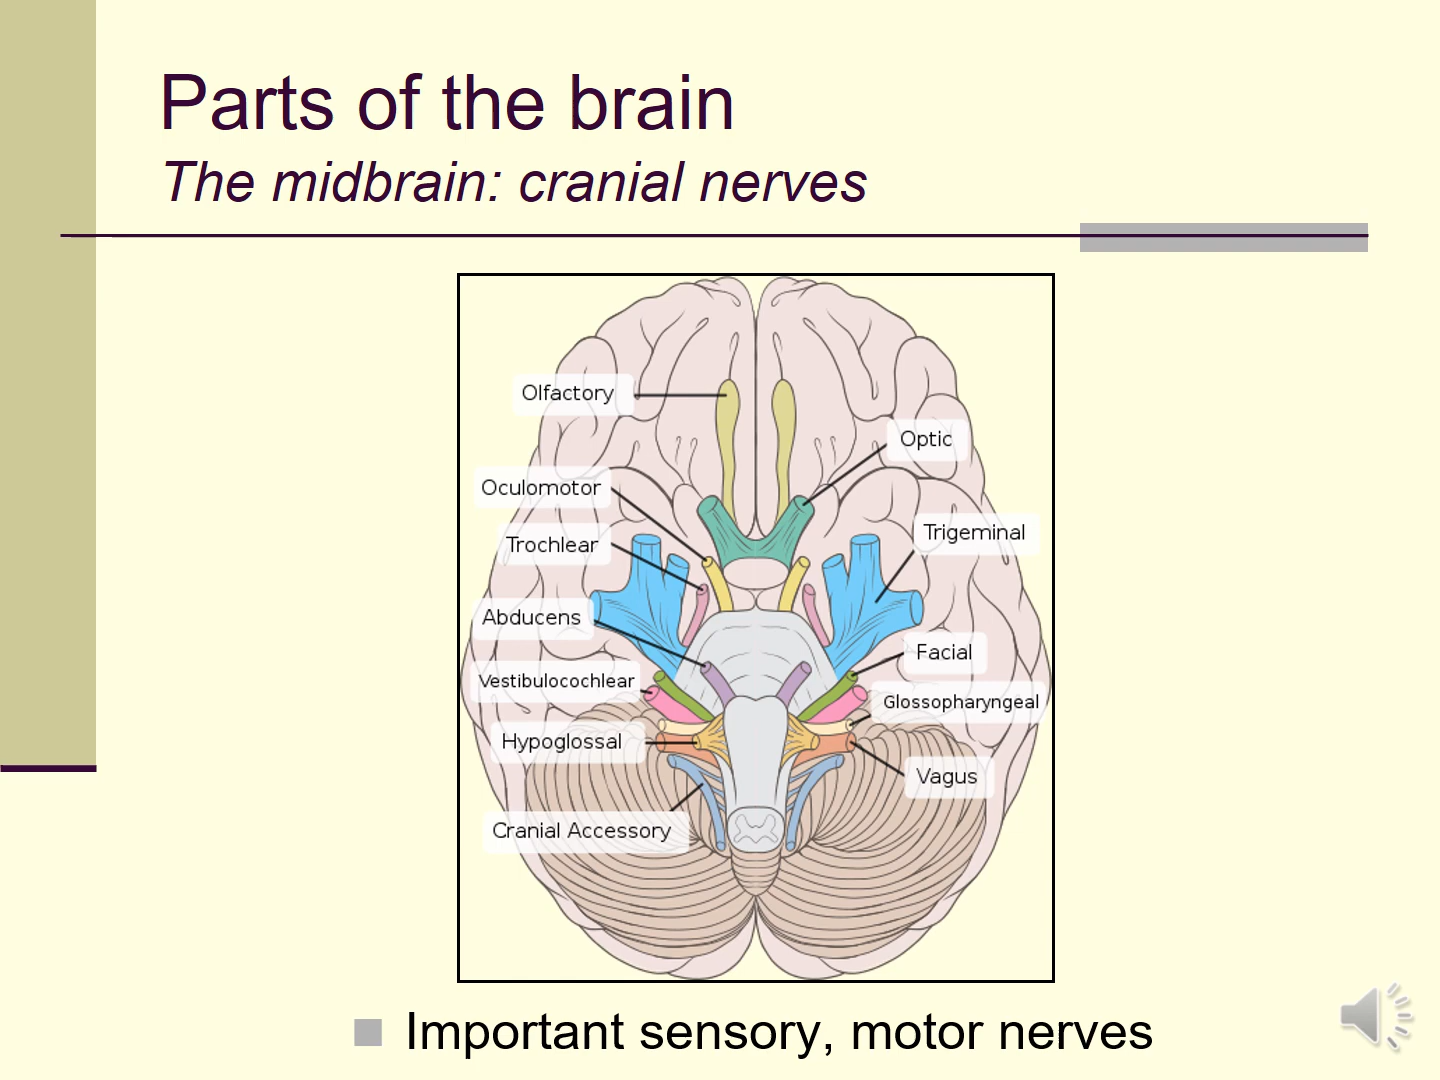 Parts of the brain
The midbrain: cranial nerves
Olfactory
Optic
Oculomotor
Trigeminal
Trochlear
Abducens
Facial
Vestibulocochlear
Glossopharyngeal
Hypoglossal
Vagus
Cranial Accessory
Important sensory, motor nerves